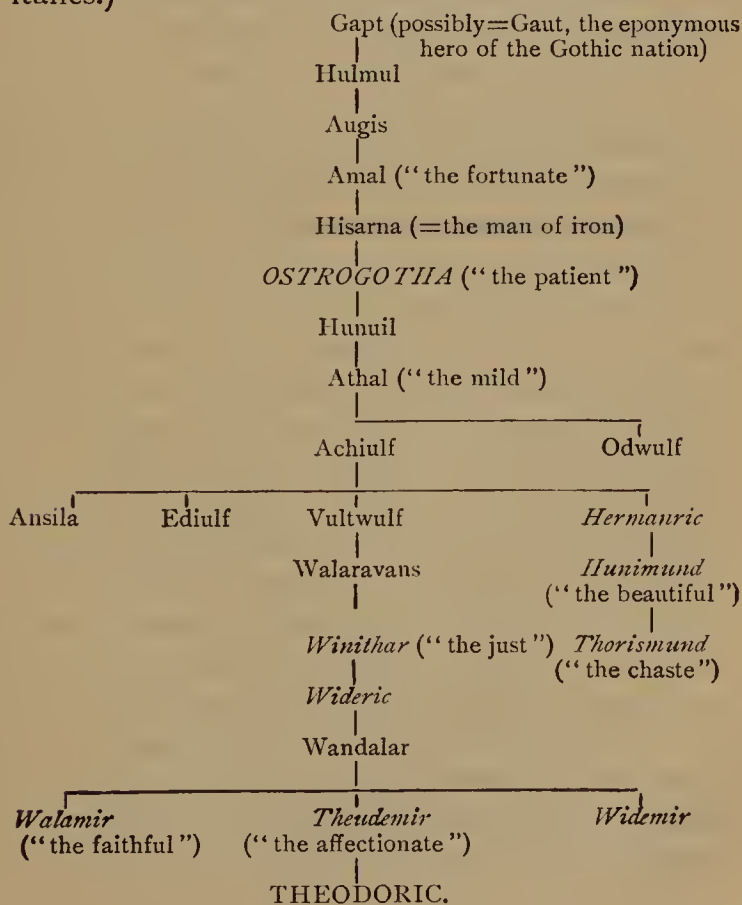 italics.)
Gapt (possibly=Gaut, the eponymous
hero of the Gothic nation)
Hulmul
Augis
Amal (“the fortunate”)
Hisarna (=the man of iron)
OSTROGOTHA (“the patient”)
Hunuil
Athal (“the mild”)
Achiulf Odwulf
Ansila Ediulf Vultwulf Hermanric
Walaravans Hunimund
(“the beautiful”)
Winithar (“the just”) Thorismund
(“the chaste”)
Wideric
Wandalar
Walamir Theudemir Widemir
(“the faithful”) (“the affectionate”)
THEODORIC.